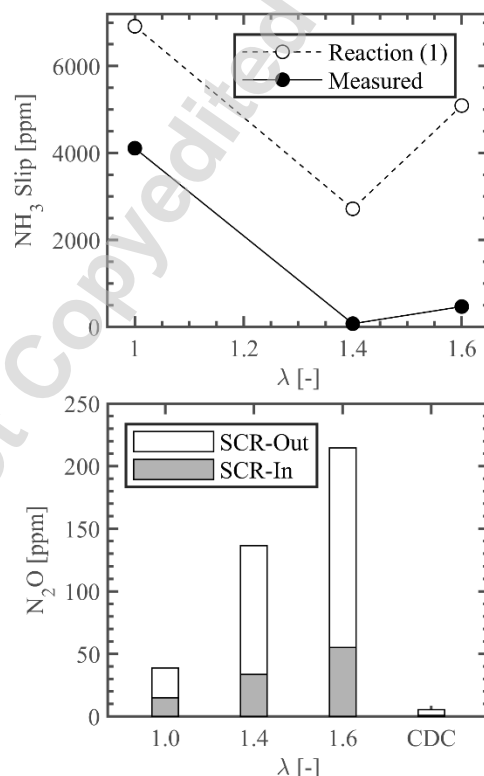 6000
4000
2000
0
NH₃ Slip [ppm]
Reaction (1)
Measured
1
1.2
1.4
1.6
λ [-]
250
200
150
100
50
0
N₂O [ppm]
SCR-Out
SCR-In
1.0
1.4
1.6
CDC
λ [-]
t Copyedited